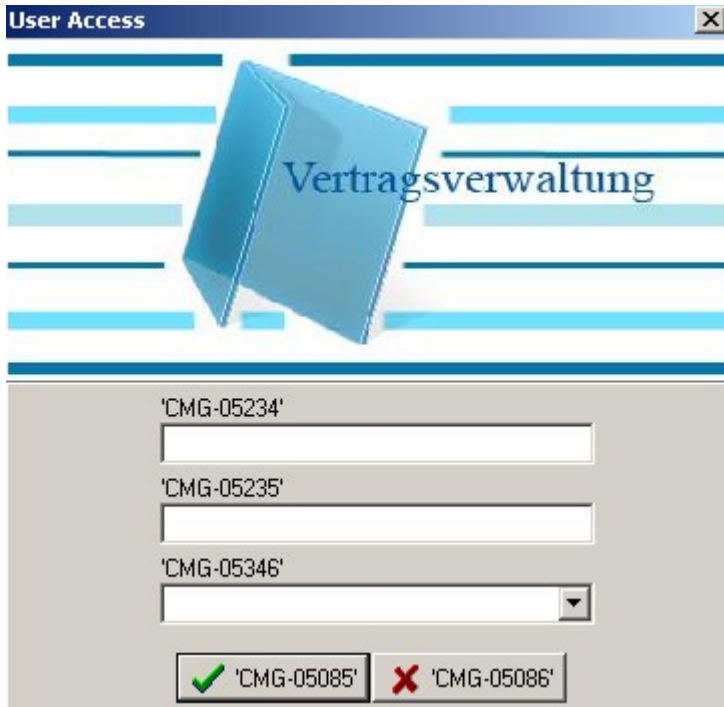 User Access
Vertragsverwaltung
'CMG-05234'
'CMG-05235'
'CMG-05346'
'CMG-05085' 'CMG-05086'